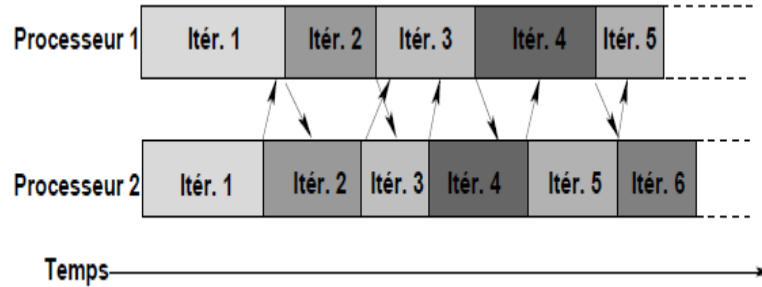 Processeur 1 Itér. 1 Itér. 2 Itér. 3 Itér. 4 Itér. 5
Processeur 2 Itér. 1 Itér. 2 Itér. 3 Itér. 4 Itér. 5 Itér. 6
Temps